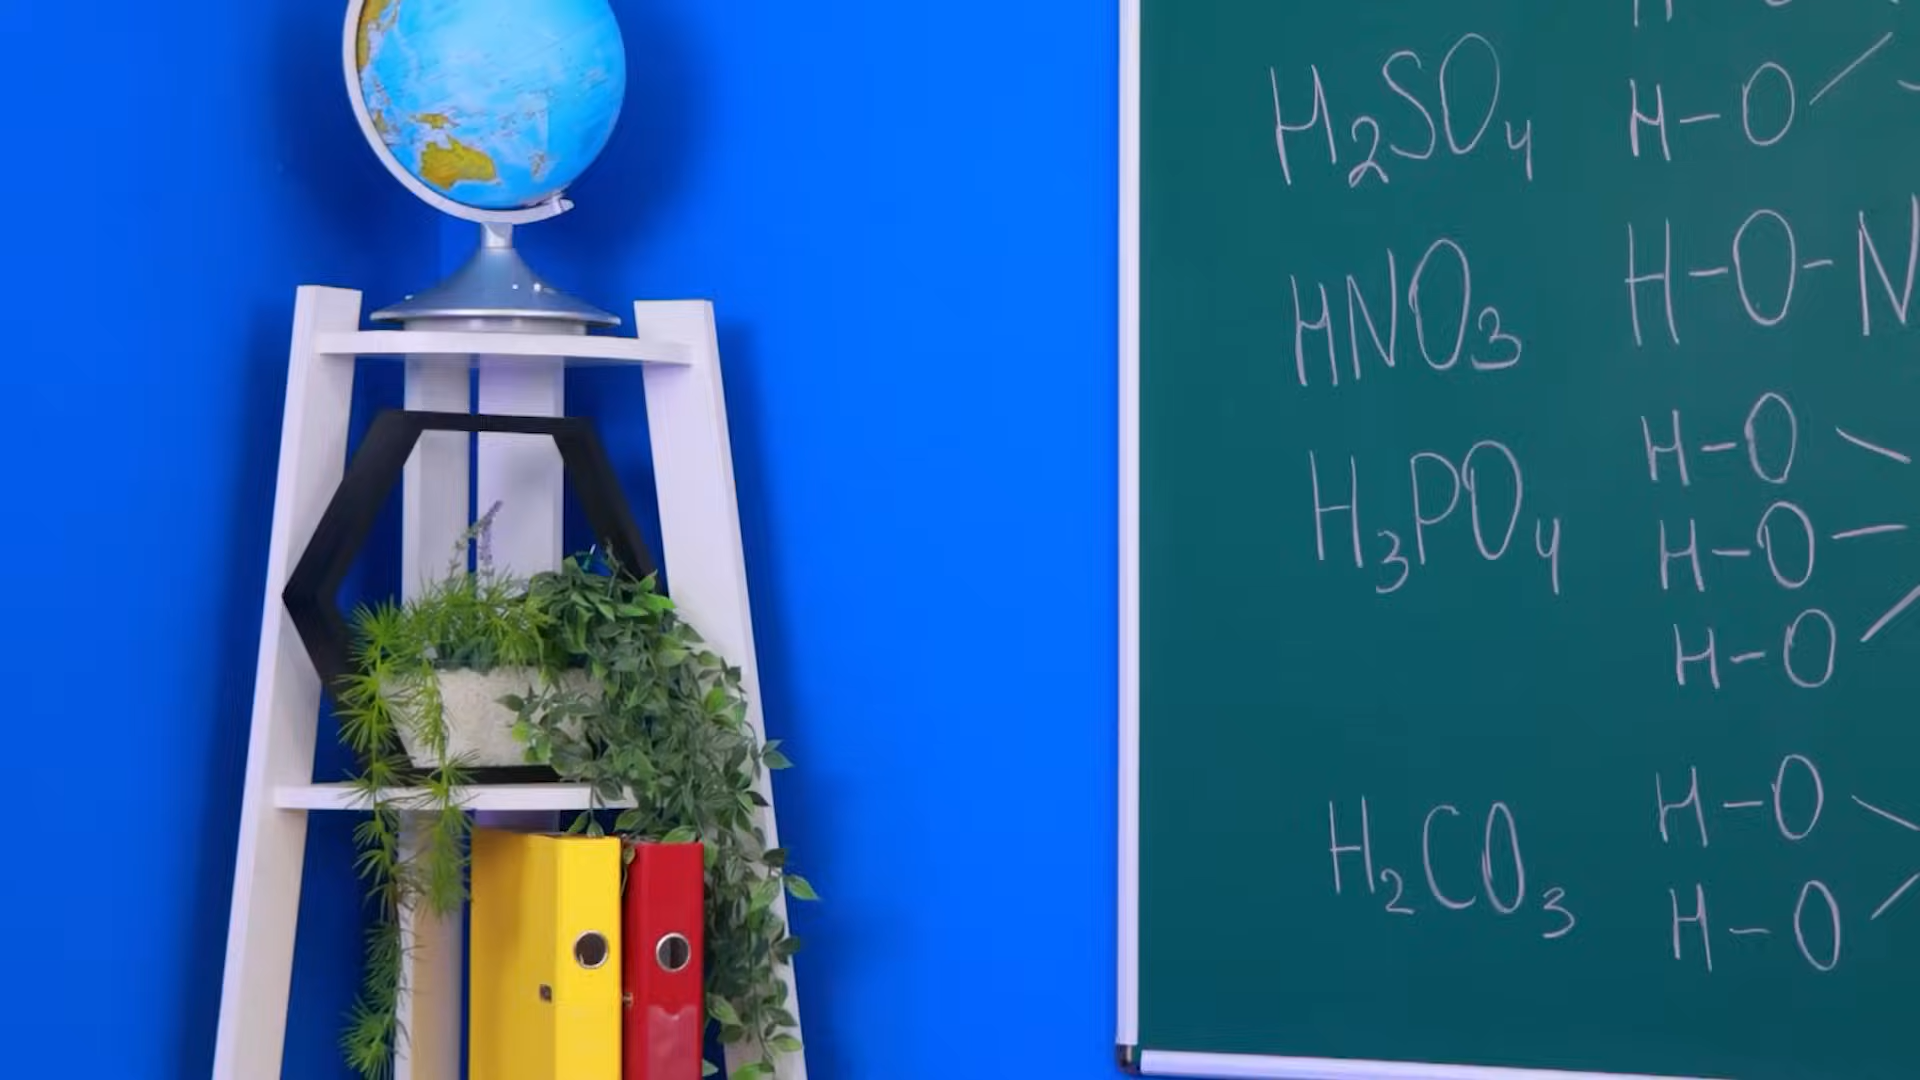 H₂SO₄ H-O
HNO₃ H-O-N
H₃PO₄ H-O
H-O
H-O
H₂CO₃ H-O
H-O